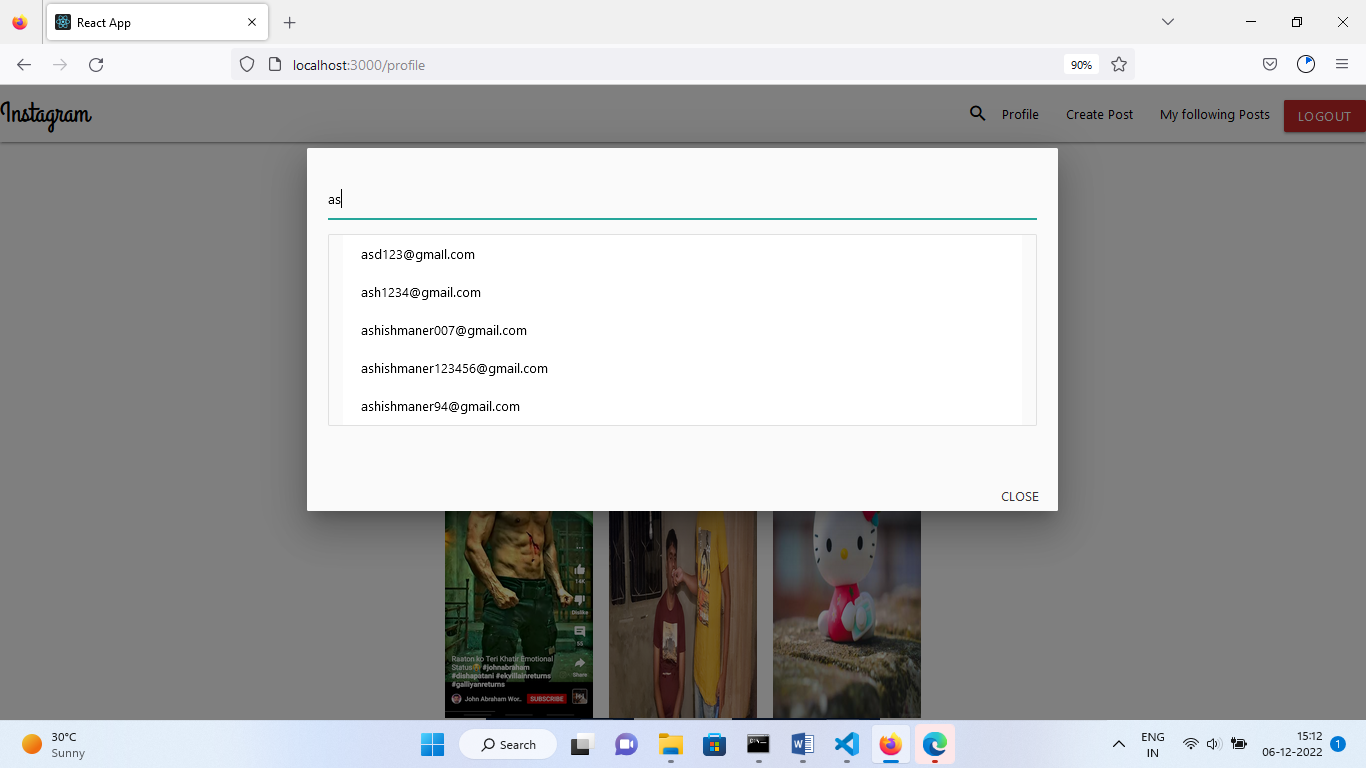 React App
localhost:3000/profile
90%
Instagram
Profile
Create Post
My following Posts
LOGOUT
as
asd123@gmail.com
ash1234@gmail.com
ashishmaner007@gmail.com
ashishmaner123456@gmail.com
ashishmaner94@gmail.com
CLOSE
14K
Dislike
55
Share
Raaton ko Teri Khatir Emotional
Status #johnabraham
#dishapatani #ekvillainreturns
#galliyanreturns
John Abraham Wor..
SUBSCRIBE
30°C
Sunny
Search
ENG
IN
15:12
06-12-2022
1